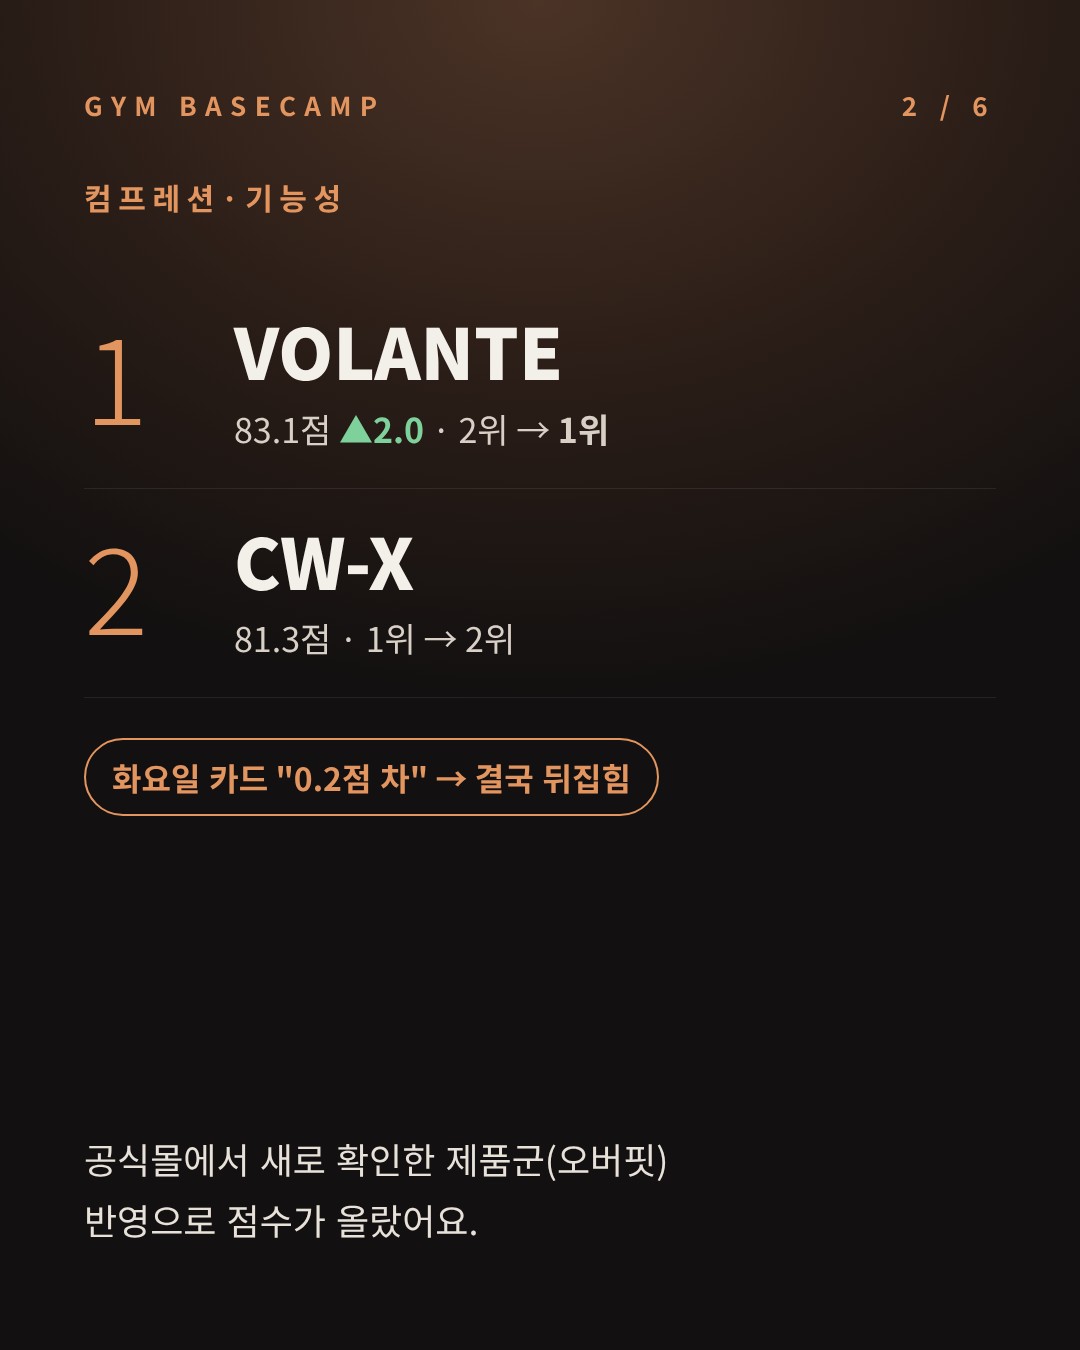 GYM BASECAMP
2 / 6
컴프레션·기능성
1
VOLANTE
83.1점 ▲2.0 · 2위 → 1위
2
CW-X
81.3점 · 1위 → 2위
화요일 카드 "0.2점 차" → 결국 뒤집힘
공식몰에서 새로 확인한 제품군(오버핏)
반영으로 점수가 올랐어요.